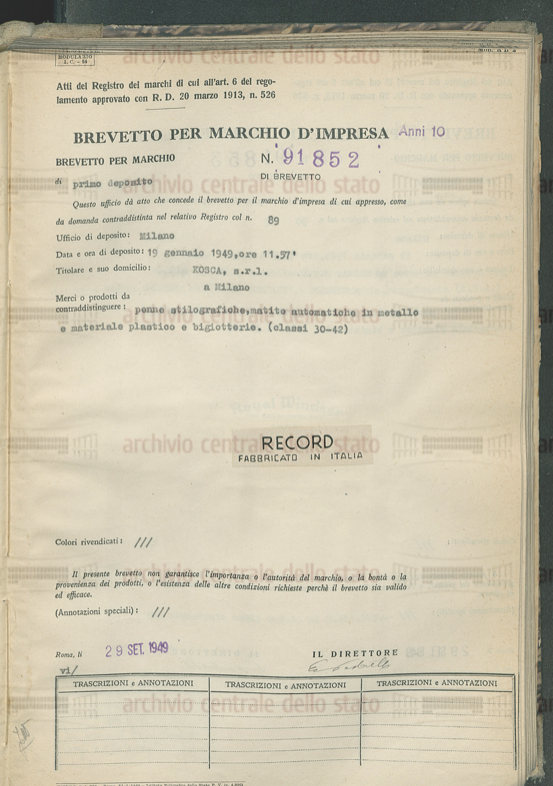 MODULARIO
I. C. - 54
Atti del Registro dei marchi di cui all'art. 6 del rego-
lamento approvato con R. D. 20 marzo 1913, n. 526
BREVETTO PER MARCHIO D'IMPRESA Anni 10
BREVETTO PER MARCHIO N. 91852
di primo deposito DI BREVETTO
Questo ufficio dà atto che concede il brevetto per il marchio d'impresa di cui appresso, come
da domanda contraddistinta nel relativo Registro col n. 89
Ufficio di deposito: Milano
Data e ora di deposito: 19 gennaio 1949, ore 11.57'
Titolare e suo domicilio: KOSCA, s.r.l.
a Milano
Merci o prodotti da
contraddistinguere: penne stilografiche, matite automatiche in metallo
e materiale plastico e bigiotterie. (classi 30-42)
archivio centrale dello stato
RECORD
FABBRICATO IN ITALIA
Colori rivendicati: ///
Il presente brevetto non garantisce l'importanza o l'autorità del marchio, o la bontà o la
provenienza dei prodotti, o l'esistenza delle altre condizioni richieste perchè il brevetto sia valido
ed efficace.
(Annotazioni speciali): ///
Roma, li 29 SET. 1949 IL DIRETTORE
vi/
TRASCRIZIONI e ANNOTAZIONI TRASCRIZIONI e ANNOTAZIONI TRASCRIZIONI e ANNOTAZIONI